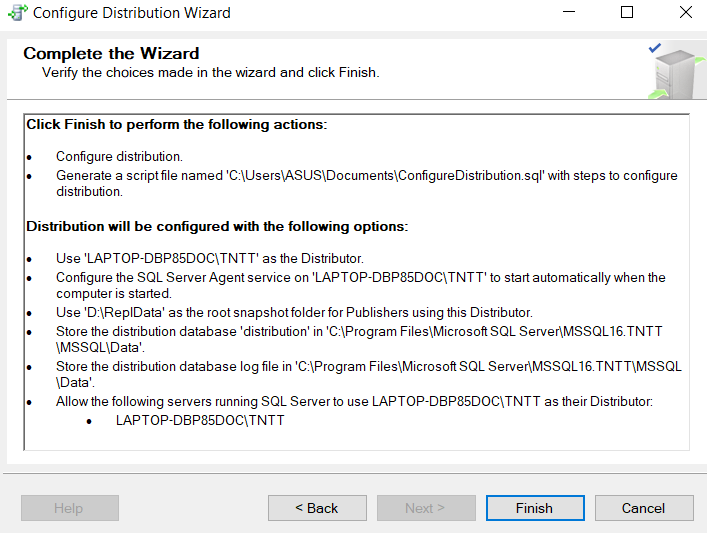 Configure Distribution Wizard
Complete the Wizard
Verify the choices made in the wizard and click Finish.
Click Finish to perform the following actions:
• Configure distribution.
• Generate a script file named 'C:\Users\ASUS\Documents\ConfigureDistribution.sql' with steps to configure
distribution.
Distribution will be configured with the following options:
• Use 'LAPTOP-DBP85DOC\TNTT' as the Distributor.
• Configure the SQL Server Agent service on 'LAPTOP-DBP85DOC\TNTT' to start automatically when the
computer is started.
• Use 'D:\ReplData' as the root snapshot folder for Publishers using this Distributor.
• Store the distribution database 'distribution' in 'C:\Program Files\Microsoft SQL Server\MSSQL16.TNTT
\MSSQL\Data'.
• Store the distribution database log file in 'C:\Program Files\Microsoft SQL Server\MSSQL16.TNTT\MSSQL
\Data'.
• Allow the following servers running SQL Server to use LAPTOP-DBP85DOC\TNTT as their Distributor:
• LAPTOP-DBP85DOC\TNTT
Help
< Back
Next >
Finish
Cancel